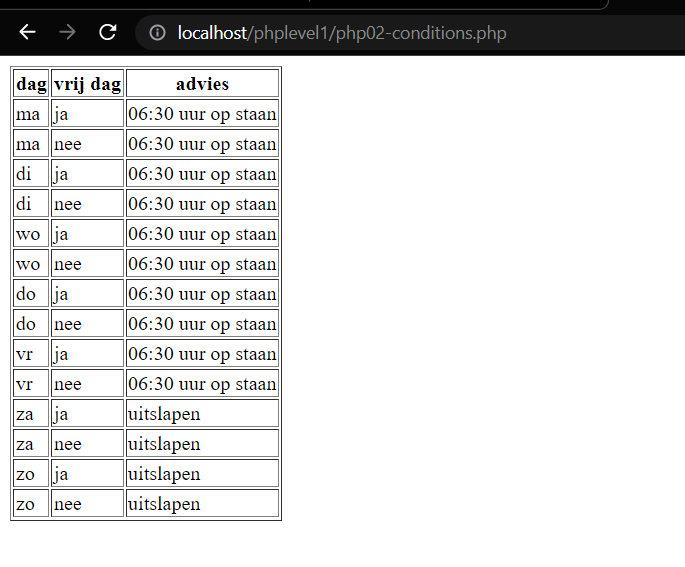 localhost/phplevel1/php02-conditions.php
dag vrij dag advies
ma ja 06:30 uur op staan
ma nee 06:30 uur op staan
di ja 06:30 uur op staan
di nee 06:30 uur op staan
wo ja 06:30 uur op staan
wo nee 06:30 uur op staan
do ja 06:30 uur op staan
do nee 06:30 uur op staan
vr ja 06:30 uur op staan
vr nee 06:30 uur op staan
za ja uitslapen
za nee uitslapen
zo ja uitslapen
zo nee uitslapen